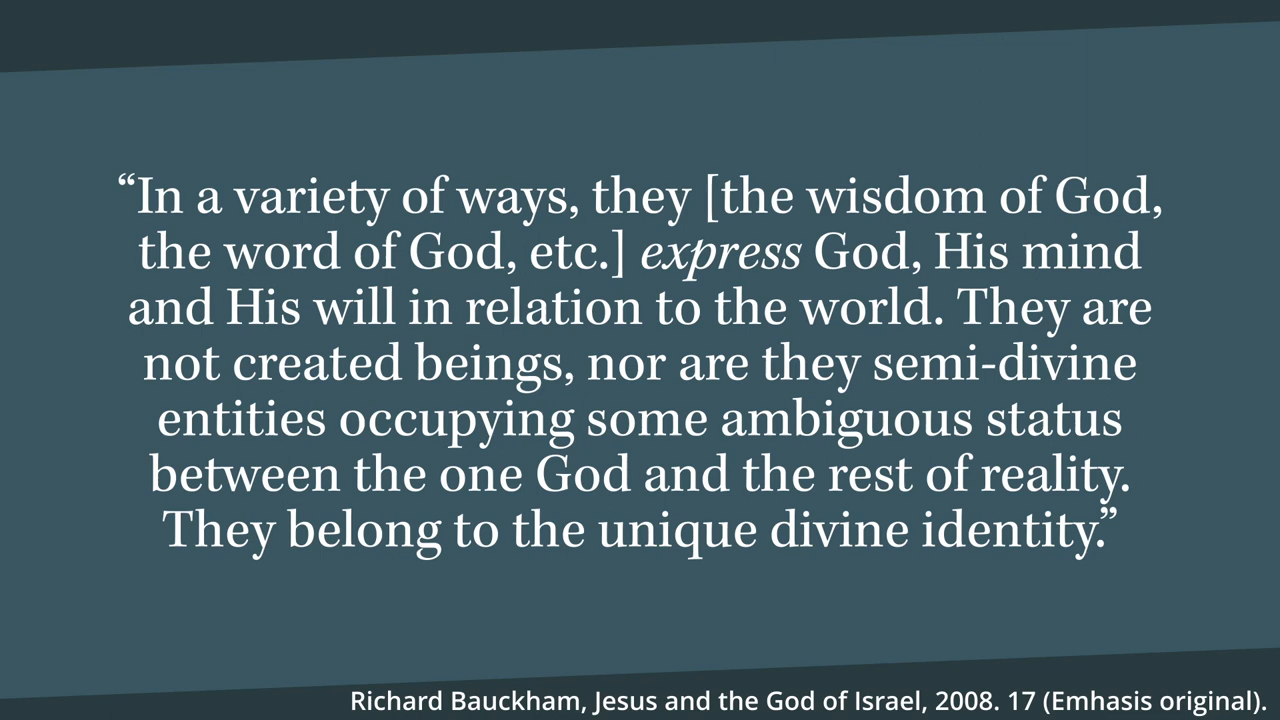 “In a variety of ways, they [the wisdom of God,
the word of God, etc.] express God, His mind
and His will in relation to the world. They are
not created beings, nor are they semi-divine
entities occupying some ambiguous status
between the one God and the rest of reality.
They belong to the unique divine identity.”
Richard Bauckham, Jesus and the God of Israel, 2008. 17 (Emhasis original).